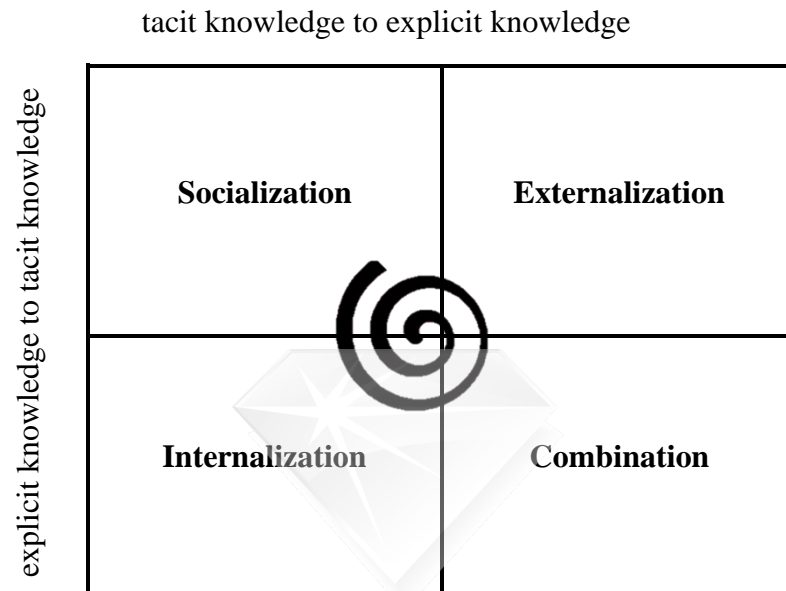 tacit knowledge to explicit knowledge
explicit knowledge to tacit knowledge
Socialization
Externalization
Internalization
Combination